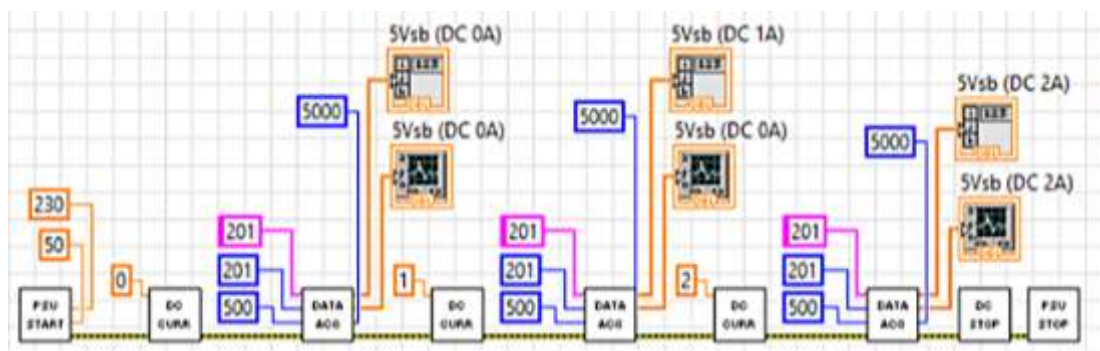 5Vsb (DC 0A)
5000
5Vsb (DC 0A)
230
50
201
201
0
500
PSU
START
DC
CURR
DATA
ACQ
5Vsb (DC 1A)
5000
5Vsb (DC 0A)
201
201
1
500
DC
CURR
DATA
ACQ
5Vsb (DC 2A)
5000
5Vsb (DC 2A)
201
201
2
500
DC
CURR
DATA
ACQ
DC
STOP
PSU
STOP